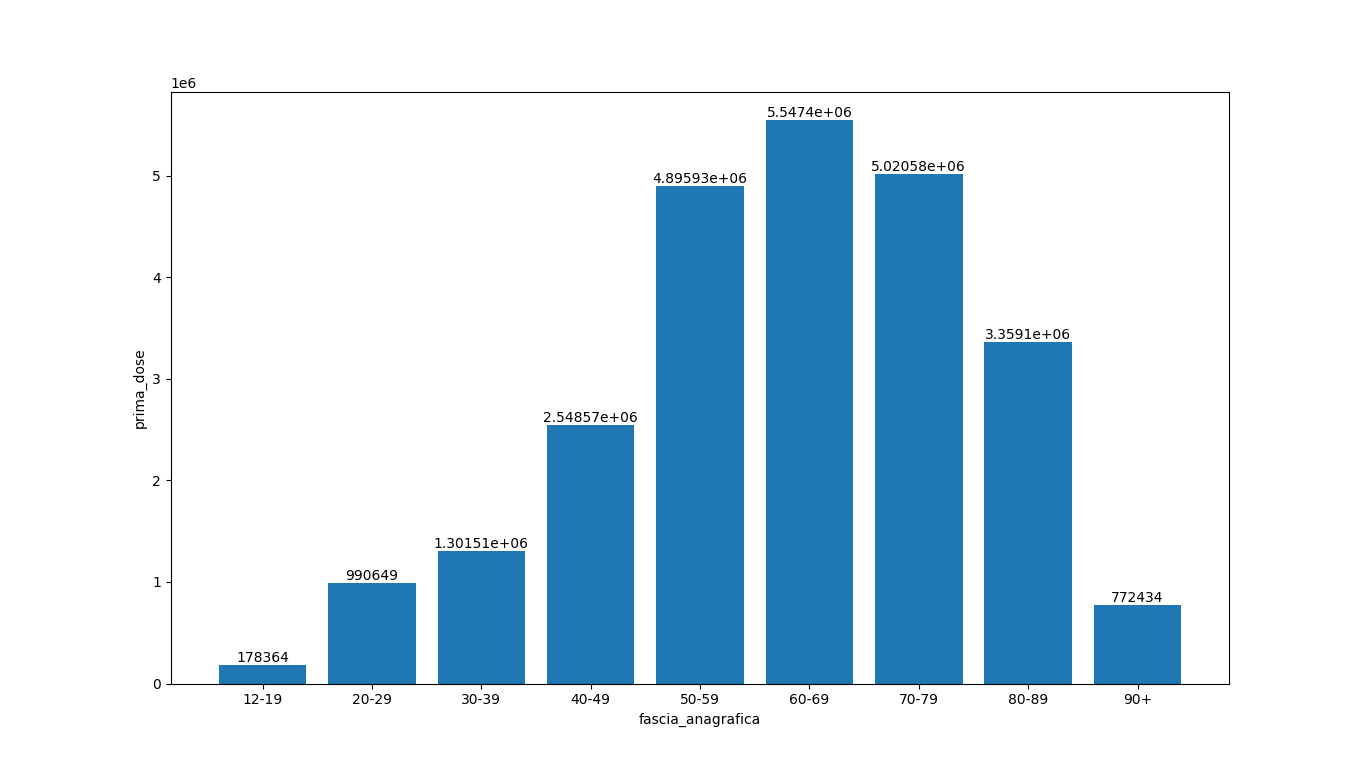 1e6
5.5474e+06
5.02058e+06
4.89593e+06
3.3591e+06
2.54857e+06
1.30151e+06
990649
772434
178364
5
4
3
2
1
0
prima_dose
12-19 20-29 30-39 40-49 50-59 60-69 70-79 80-89 90+
fascia_anagrafica